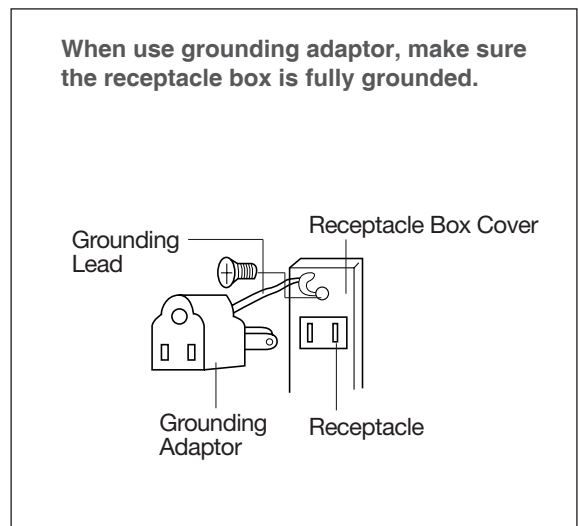 When use grounding adaptor, make sure
the receptacle box is fully grounded.
Receptacle Box Cover
Grounding
Lead
Grounding
Adaptor
Receptacle